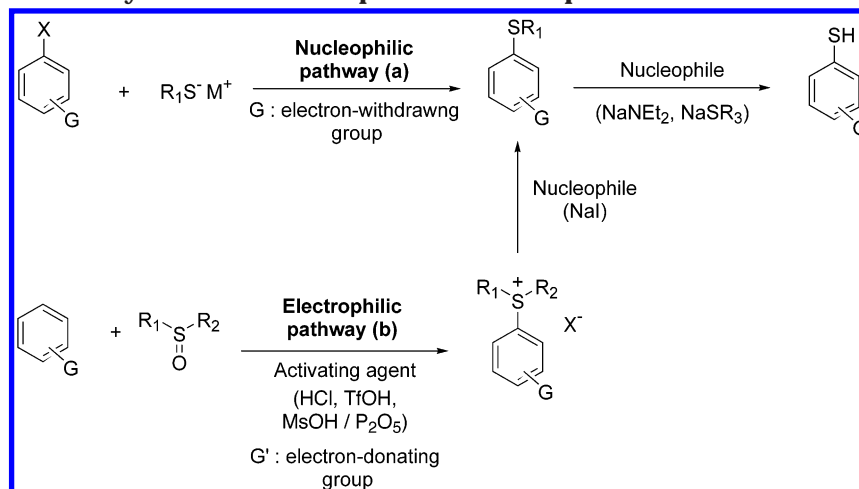 X
G
+
R₁S⁻ M⁺
Nucleophilic
pathway (a)
G : electron-withdrawng
group
SR₁
G
Nucleophile
(NaNEt₂, NaSR₃)
SH
Nucleophile
(NaI)
G
+
R₁
S
R₂
O
Electrophilic
pathway (b)
Activating agent
(HCl, TfOH,
MsOH / P₂O₅)
G' : electron-donating
group
R₁
+
S
R₂
X⁻
G